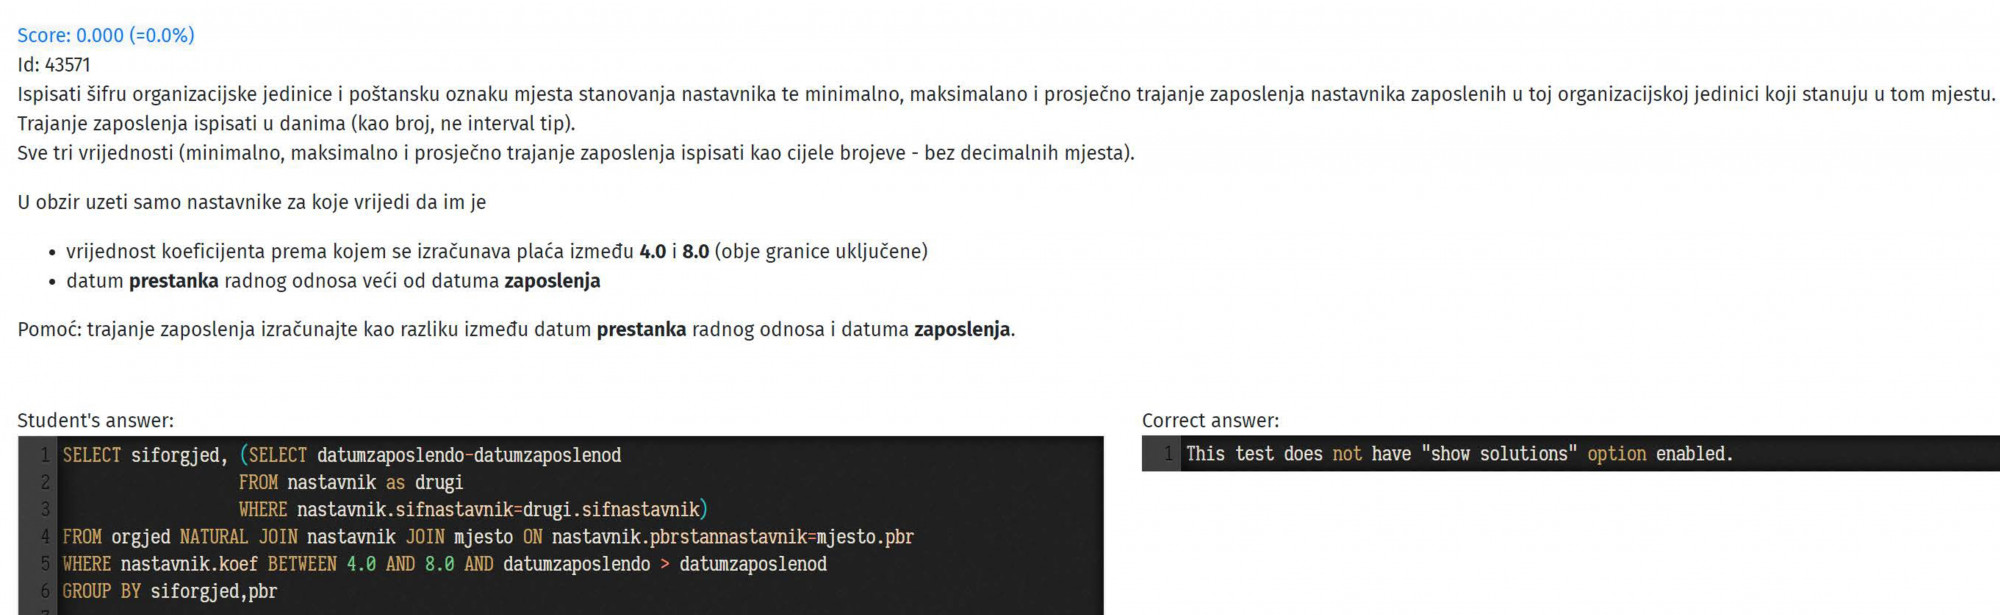 Score: 0.000 (=0.0%)
Id: 43571
Ispisati šifru organizacijske jedinice i poštansku oznaku mjesta stanovanja nastavnika te minimalno, maksimalano i prosječno trajanje zaposlenja nastavnika zaposlenih u toj organizacijskoj jedinici koji stanuju u tom mjestu.
Trajanje zaposlenja ispisati u danima (kao broj, ne interval tip).
Sve tri vrijednosti (minimalno, maksimalno i prosječno trajanje zaposlenja ispisati kao cijele brojeve - bez decimalnih mjesta).
U obzir uzeti samo nastavnike za koje vrijedi da im je
• vrijednost koeficijenta prema kojem se izračunava plaća između 4.0 i 8.0 (obje granice uključene)
• datum prestanka radnog odnosa veći od datuma zaposlenja
Pomoć: trajanje zaposlenja izračunajte kao razliku između datum prestanka radnog odnosa i datuma zaposlenja.
Student's answer:
1 SELECT siforgjed, (SELECT datumzaposlendo-datumzaposlenod
2 FROM nastavnik as drugi
3 WHERE nastavnik.sifnastavnik=drugi.sifnastavnik)
4 FROM orgjed NATURAL JOIN nastavnik JOIN mjesto ON nastavnik.pbrstannastavnik=mjesto.pbr
5 WHERE nastavnik.koef BETWEEN 4.0 AND 8.0 AND datumzaposlendo > datumzaposlenod
6 GROUP BY siforgjed,pbr
Correct answer:
1 This test does not have "show solutions" option enabled.